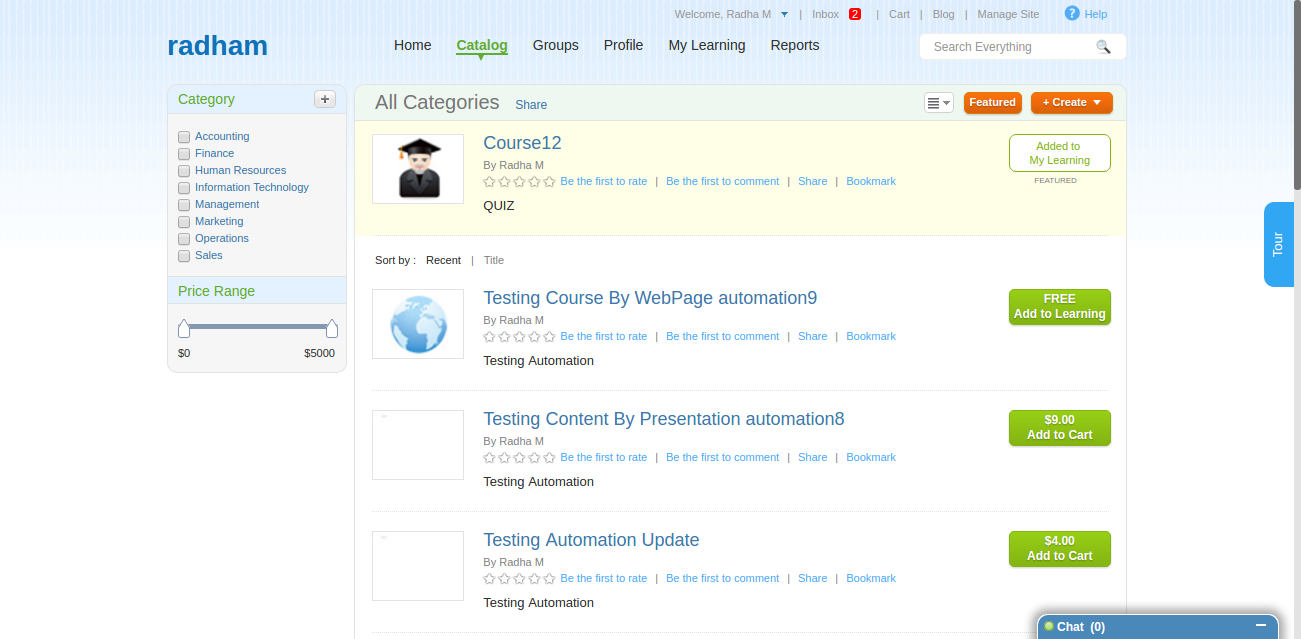 Welcome, Radha M | Inbox 2 | Cart | Blog | Manage Site ? Help
radham
Home Catalog Groups Profile My Learning Reports
Search Everything
Category +
Accounting
Finance
Human Resources
Information Technology
Management
Marketing
Operations
Sales
Price Range
$0 $5000
All Categories Share
Featured + Create
Course12
By Radha M
Be the first to rate | Be the first to comment | Share | Bookmark
QUIZ
Added to
My Learning
FEATURED
Tour
Sort by : Recent | Title
Testing Course By WebPage automation9
By Radha M
Be the first to rate | Be the first to comment | Share | Bookmark
Testing Automation
FREE
Add to Learning
Testing Content By Presentation automation8
By Radha M
Be the first to rate | Be the first to comment | Share | Bookmark
Testing Automation
$9.00
Add to Cart
Testing Automation Update
By Radha M
Be the first to rate | Be the first to comment | Share | Bookmark
Testing Automation
$4.00
Add to Cart
Chat (0)